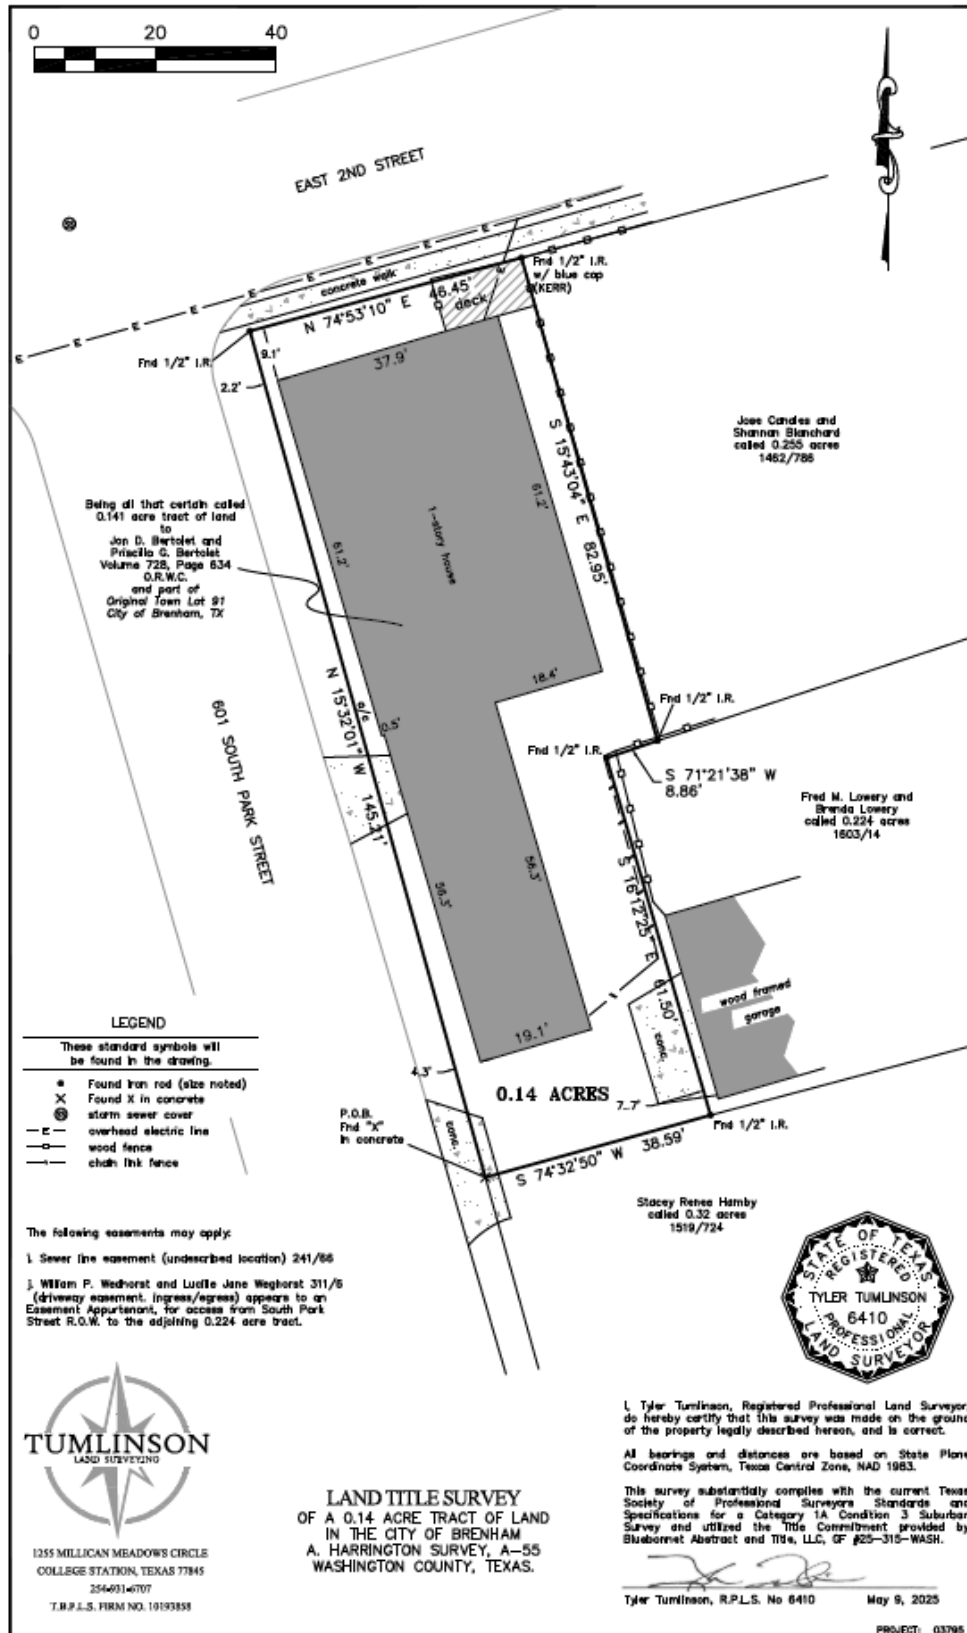 0 20 40
EAST 2ND STREET
concrete walk
N 74°53'10" E 46.45'
deck
Fnd 1/2" I.R.
w/ blue cap
(KERR)
Fnd 1/2" I.R.
9.1'
2.2'
37.9'
S 15°43'04" E 82.95'
61.2'
1-story house
61.2'
Jose Canales and
Shannan Blanchard
called 0.255 acres
1462/786
Being all that certain called
0.141 acre tract of land
to
Jon D. Bertolet and
Priscilla G. Bertolet
Volume 728, Page 634
O.R.W.C.
and part of
Original Town Lot 91
City of Brenham, TX
18.4'
a/c
0.5'
N 15°32'01" W 145.21'
601 SOUTH PARK STREET
Fnd 1/2" I.R.
Fnd 1/2" I.R.
S 71°21'38" W
8.86'
Fred M. Lowery and
Brenda Lowery
called 0.224 acres
1603/14
56.3'
56.3'
S 16°12'25" E 61.50'
wood framed
garage
conc.
19.1'
4.3'
0.14 ACRES
7.7'
Fnd 1/2" I.R.
P.O.B.
Fnd "X"
in concrete
conc.
S 74°32'50" W 38.59'
LEGEND
These standard symbols will
be found in the drawing.
Found iron rod (size noted)
Found X in concrete
storm sewer cover
E overhead electric line
wood fence
chain link fence
Stacey Renea Hamby
called 0.32 acres
1519/724
The following easements may apply:
i. Sewer line easement (undescribed location) 241/66
j. William P. Wedhorst and Lucille Jane Weghorst 311/5
(driveway easement. ingress/egress) appears to an
Easement Appurtenant, for access from South Park
Street R.O.W. to the adjoining 0.224 acre tract.
STATE OF TEXAS
REGISTERED
TYLER TUMLINSON
6410
PROFESSIONAL
LAND SURVEYOR
TUMLINSON
LAND SURVEYING
1255 MILLICAN MEADOWS CIRCLE
COLLEGE STATION, TEXAS 77845
254-931-6707
T.B.P.L.S. FIRM NO. 10193858
LAND TITLE SURVEY
OF A 0.14 ACRE TRACT OF LAND
IN THE CITY OF BRENHAM
A. HARRINGTON SURVEY, A-55
WASHINGTON COUNTY, TEXAS.
I, Tyler Tumlinson, Registered Professional Land Surveyor,
do hereby certify that this survey was made on the ground
of the property legally described hereon, and is correct.
All bearings and distances are based on State Plane
Coordinate System, Texas Central Zone, NAD 1983.
This survey substantially complies with the current Texas
Society of Professional Surveyors Standards and
Specifications for a Category 1A Condition 3 Suburban
Survey and utilized the Title Commitment provided by
Bluebonnet Abstract and Title, LLC, GF #25-315-WASH.
Tyler Tumlinson, R.P.L.S. No 6410 May 9, 2025
PROJECT: 03795